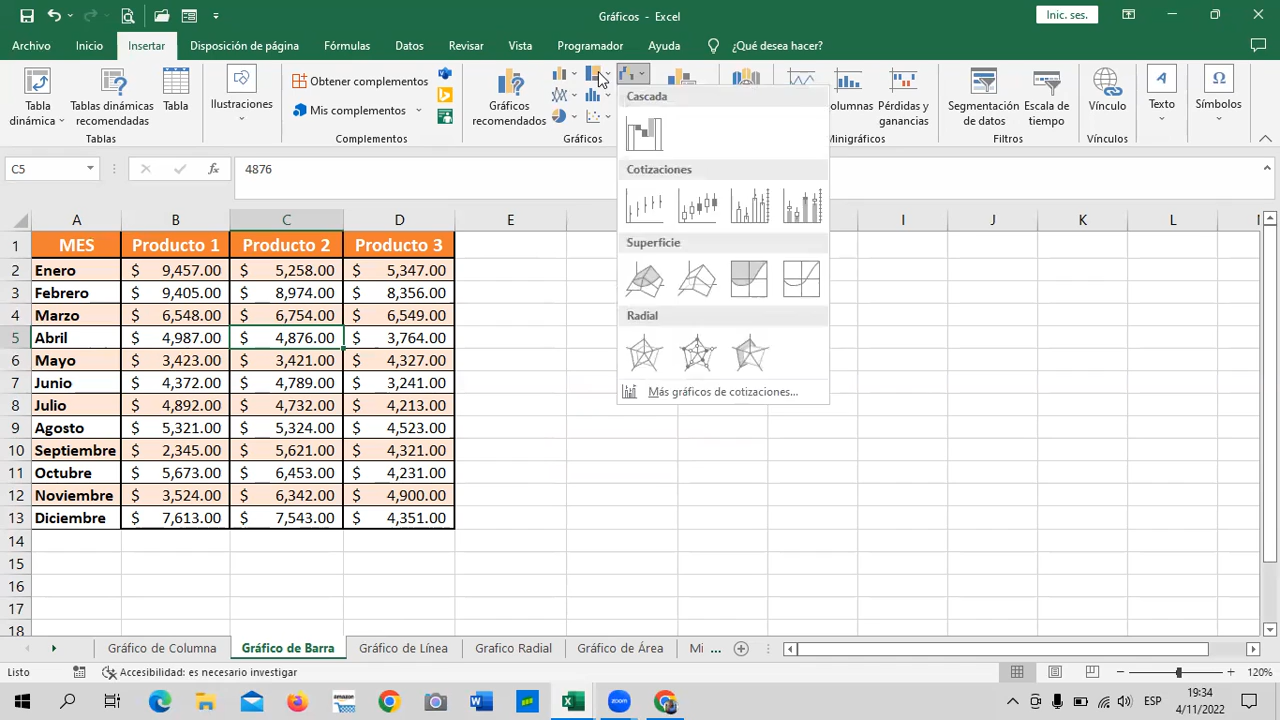 Gráficos - Excel
Inic. ses.
Archivo Inicio Insertar Disposición de página Fórmulas Datos Revisar Vista Programador Ayuda ¿Qué desea hacer?
Tabla dinámica
Tablas dinámicas recomendadas
Tabla
Tablas
Ilustraciones
Obtener complementos
Mis complementos
Complementos
Gráficos recomendados
Gráficos
Pérdidas y ganancias
Minigráficos
Segmentación de datos
Escala de tiempo
Filtros
Vínculo
Vínculos
Texto
Símbolos
Cascada
Cotizaciones
Superficie
Radial
Más gráficos de cotizaciones...
C5 fx 4876
A B C D E I J K L
1 MES Producto 1 Producto 2 Producto 3
2 Enero $ 9,457.00 $ 5,258.00 $ 5,347.00
3 Febrero $ 9,405.00 $ 8,974.00 $ 8,356.00
4 Marzo $ 6,548.00 $ 6,754.00 $ 6,549.00
5 Abril $ 4,987.00 $ 4,876.00 $ 3,764.00
6 Mayo $ 3,423.00 $ 3,421.00 $ 4,327.00
7 Junio $ 4,372.00 $ 4,789.00 $ 3,241.00
8 Julio $ 4,892.00 $ 4,732.00 $ 4,213.00
9 Agosto $ 5,321.00 $ 5,324.00 $ 4,523.00
10 Septiembre $ 2,345.00 $ 5,621.00 $ 4,321.00
11 Octubre $ 5,673.00 $ 6,453.00 $ 4,231.00
12 Noviembre $ 3,524.00 $ 6,342.00 $ 4,900.00
13 Diciembre $ 7,613.00 $ 7,543.00 $ 4,351.00
14
15
16
17
18
Gráfico de Columna Gráfico de Barra Gráfico de Línea Grafico Radial Gráfico de Área Mi ...
Listo Accesibilidad: es necesario investigar 120%
amazon zoom ESP 19:34
4/11/2022